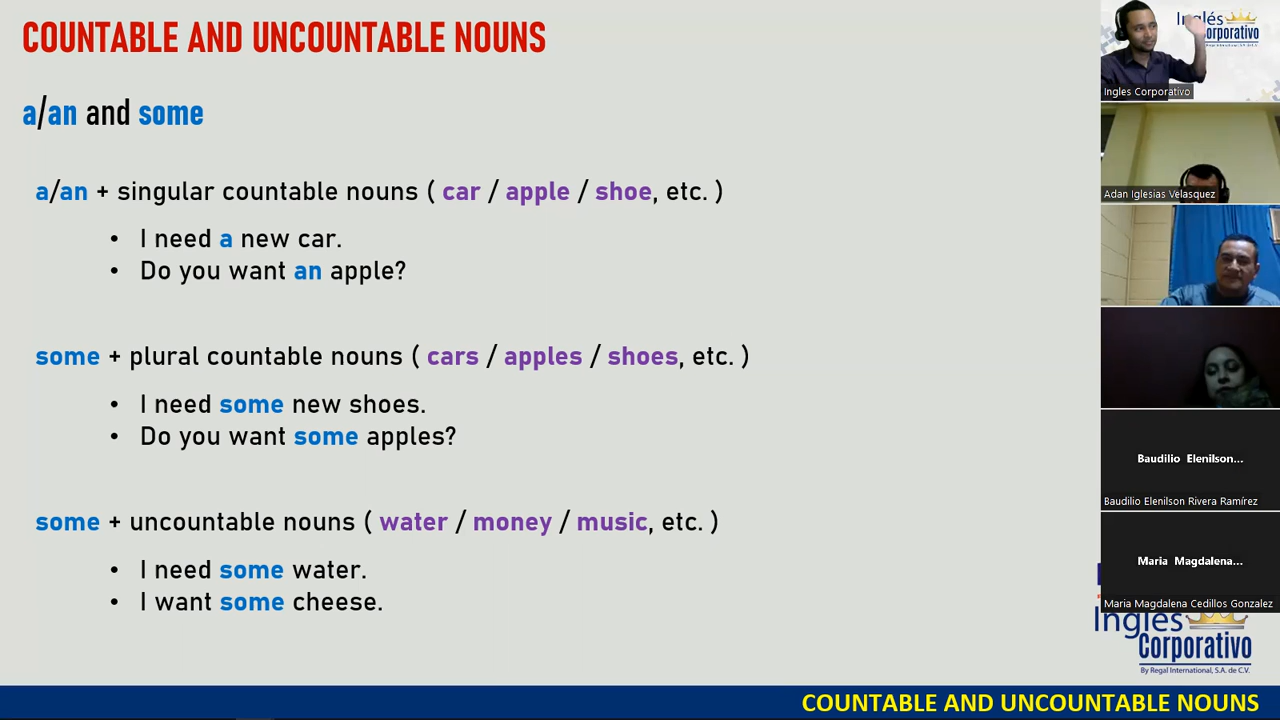 COUNTABLE AND UNCOUNTABLE NOUNS
a/an and some
a/an + singular countable nouns ( car / apple / shoe, etc. )
• I need a new car.
• Do you want an apple?
some + plural countable nouns ( cars / apples / shoes, etc. )
• I need some new shoes.
• Do you want some apples?
some + uncountable nouns ( water / money / music, etc. )
• I need some water.
• I want some cheese.
Inglés
Corporativo
By Regal International, S.A. de C.V.
COUNTABLE AND UNCOUNTABLE NOUNS
Inglés
orporativo
Ingles Corporativo
Adan Iglesias Velasquez
Baudilio Elenilson...
Baudilio Elenilson Rivera Ramírez
Maria Magdalena...
Maria Magdalena Cedillos Gonzalez